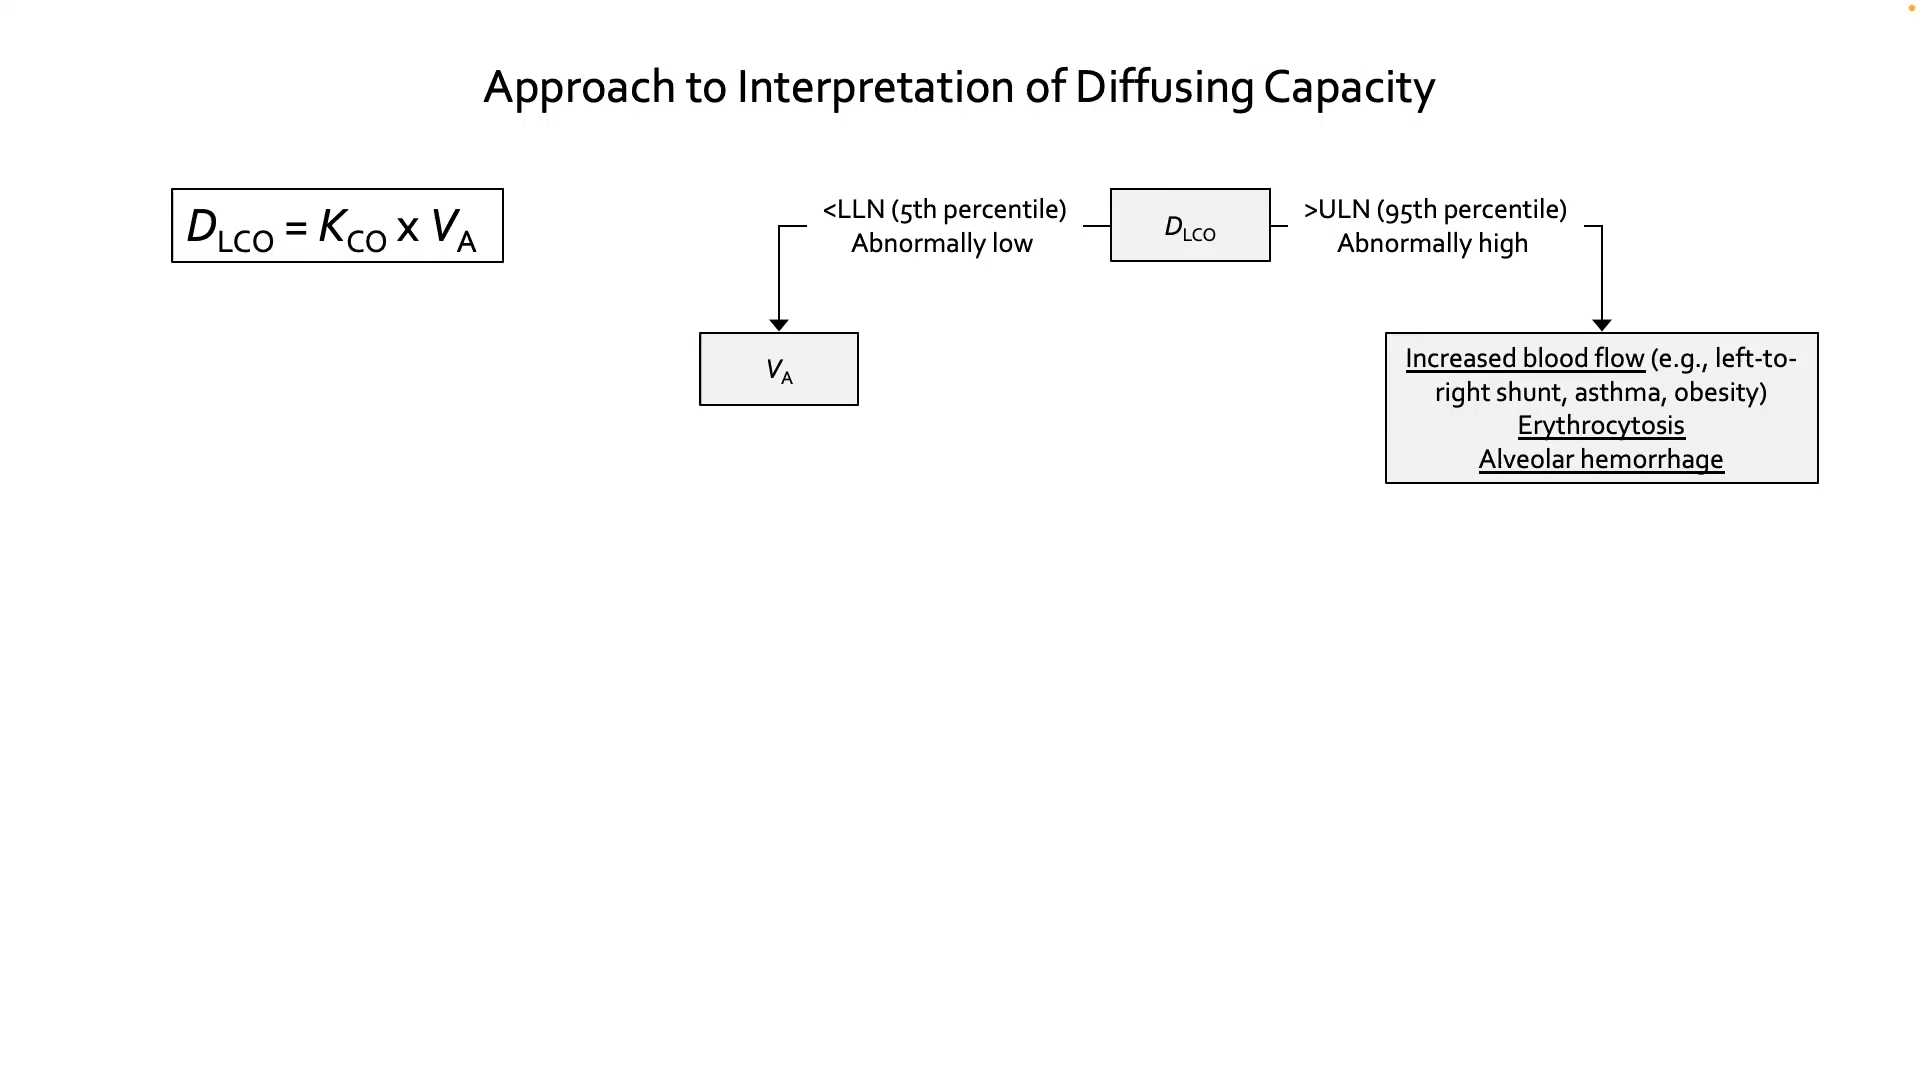 Approach to Interpretation of Diffusing Capacity
DLCO = KCO x VA
<LLN (5th percentile)
Abnormally low
DLCO
>ULN (95th percentile)
Abnormally high
VA
Increased blood flow (e.g., left-to-
right shunt, asthma, obesity)
Erythrocytosis
Alveolar hemorrhage